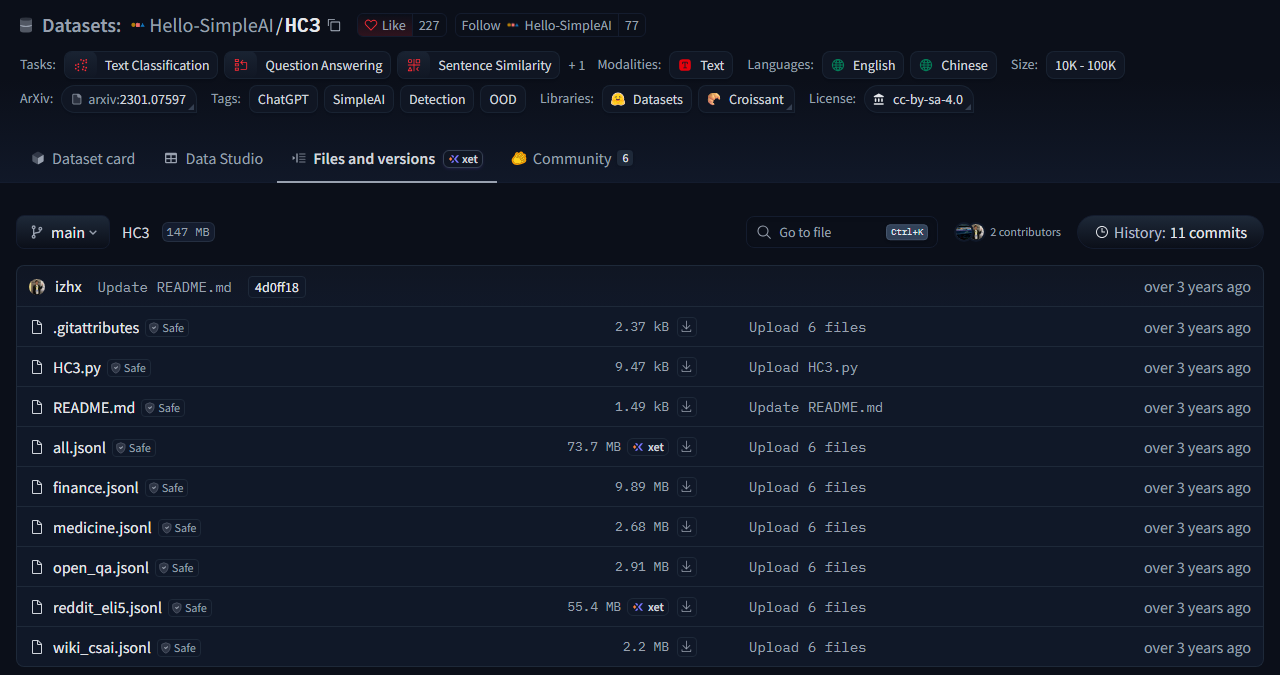 Datasets: Hello-SimpleAI/HC3 Like 227 Follow Hello-SimpleAI 77
Tasks: Text Classification Question Answering Sentence Similarity + 1 Modalities: Text Languages: English Chinese Size: 10K - 100K
ArXiv: arxiv:2301.07597 Tags: ChatGPT SimpleAI Detection OOD Libraries: Datasets Croissant License: cc-by-sa-4.0
Dataset card Data Studio Files and versions xet Community 6
main HC3 147 MB Go to file Ctrl+K 2 contributors History: 11 commits
izhx Update README.md 4d0ff18 over 3 years ago
.gitattributes Safe 2.37 kB Upload 6 files over 3 years ago
HC3.py Safe 9.47 kB Upload HC3.py over 3 years ago
README.md Safe 1.49 kB Update README.md over 3 years ago
all.jsonl Safe 73.7 MB xet Upload 6 files over 3 years ago
finance.jsonl Safe 9.89 MB Upload 6 files over 3 years ago
medicine.jsonl Safe 2.68 MB Upload 6 files over 3 years ago
open_qa.jsonl Safe 2.91 MB Upload 6 files over 3 years ago
reddit_eli5.jsonl Safe 55.4 MB xet Upload 6 files over 3 years ago
wiki_csai.jsonl Safe 2.2 MB Upload 6 files over 3 years ago